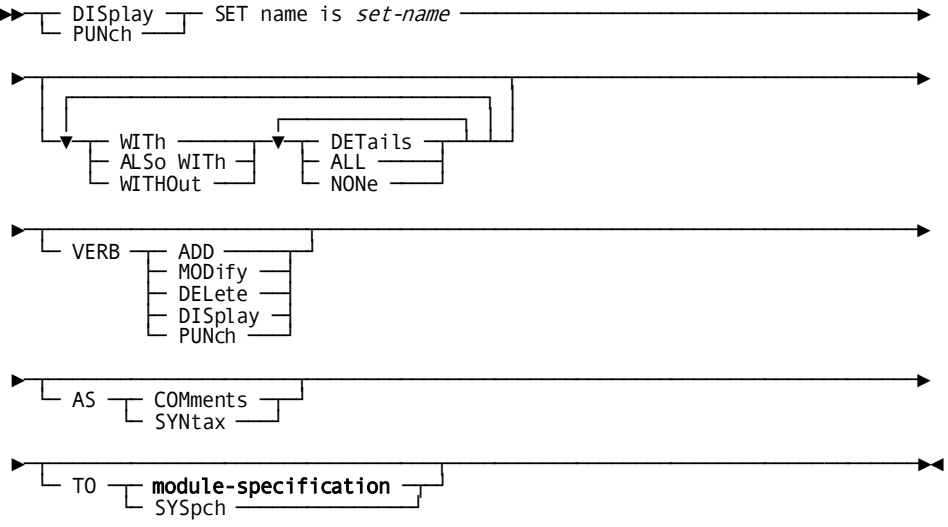 DISplay SET name is set-name
PUNch
WITh DETails
ALSo WITh ALL
WITHOut NONe
VERB ADD
MODify
DELete
DISplay
PUNch
AS COMments
SYNtax
TO module-specification
SYSpch